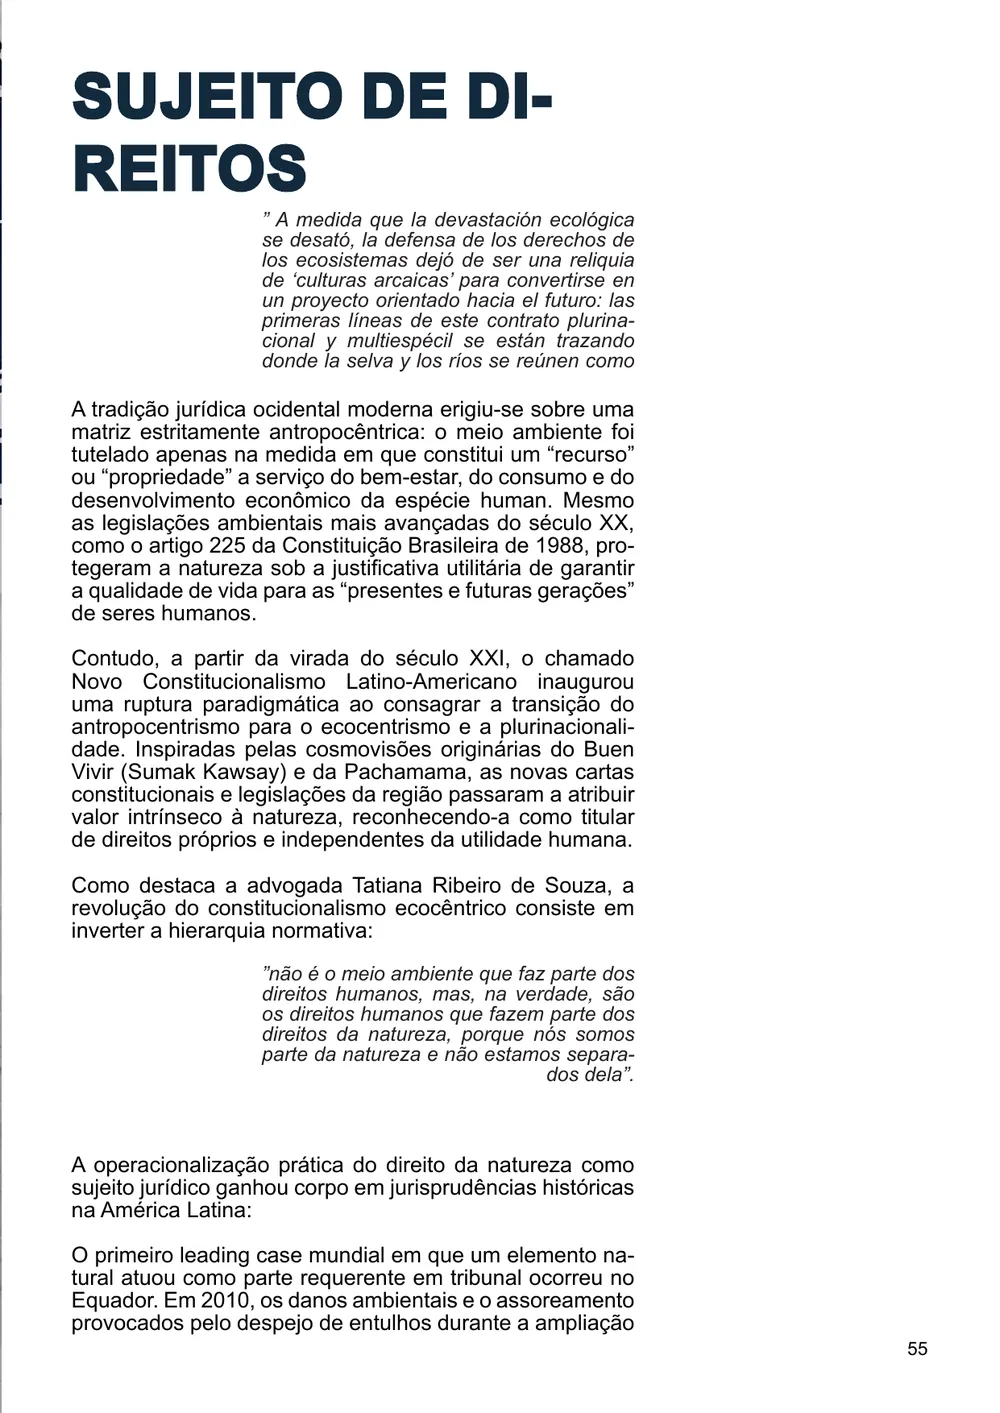 SUJEITO DE DI-
REITOS
” A medida que la devastación ecológica
se desató, la defensa de los derechos de
los ecosistemas dejó de ser una reliquia
de ‘culturas arcaicas’ para convertirse en
un proyecto orientado hacia el futuro: las
primeras líneas de este contrato plurina-
cional y multiespécil se están trazando
donde la selva y los ríos se reúnen como
A tradição jurídica ocidental moderna erigiu-se sobre uma
matriz estritamente antropocêntrica: o meio ambiente foi
tutelado apenas na medida em que constitui um “recurso”
ou “propriedade” a serviço do bem-estar, do consumo e do
desenvolvimento econômico da espécie human. Mesmo
as legislações ambientais mais avançadas do século XX,
como o artigo 225 da Constituição Brasileira de 1988, pro-
tegeram a natureza sob a justificativa utilitária de garantir
a qualidade de vida para as “presentes e futuras gerações”
de seres humanos.
Contudo, a partir da virada do século XXI, o chamado
Novo Constitucionalismo Latino-Americano inaugurou
uma ruptura paradigmática ao consagrar a transição do
antropocentrismo para o ecocentrismo e a plurinacionali-
dade. Inspiradas pelas cosmovisões originárias do Buen
Vivir (Sumak Kawsay) e da Pachamama, as novas cartas
constitucionais e legislações da região passaram a atribuir
valor intrínseco à natureza, reconhecendo-a como titular
de direitos próprios e independentes da utilidade humana.
Como destaca a advogada Tatiana Ribeiro de Souza, a
revolução do constitucionalismo ecocêntrico consiste em
inverter a hierarquia normativa:
”não é o meio ambiente que faz parte dos
direitos humanos, mas, na verdade, são
os direitos humanos que fazem parte dos
direitos da natureza, porque nós somos
parte da natureza e não estamos separa-
dos dela”.
A operacionalização prática do direito da natureza como
sujeito jurídico ganhou corpo em jurisprudências históricas
na América Latina:
O primeiro leading case mundial em que um elemento na-
tural atuou como parte requerente em tribunal ocorreu no
Equador. Em 2010, os danos ambientais e o assoreamento
provocados pelo despejo de entulhos durante a ampliação
55